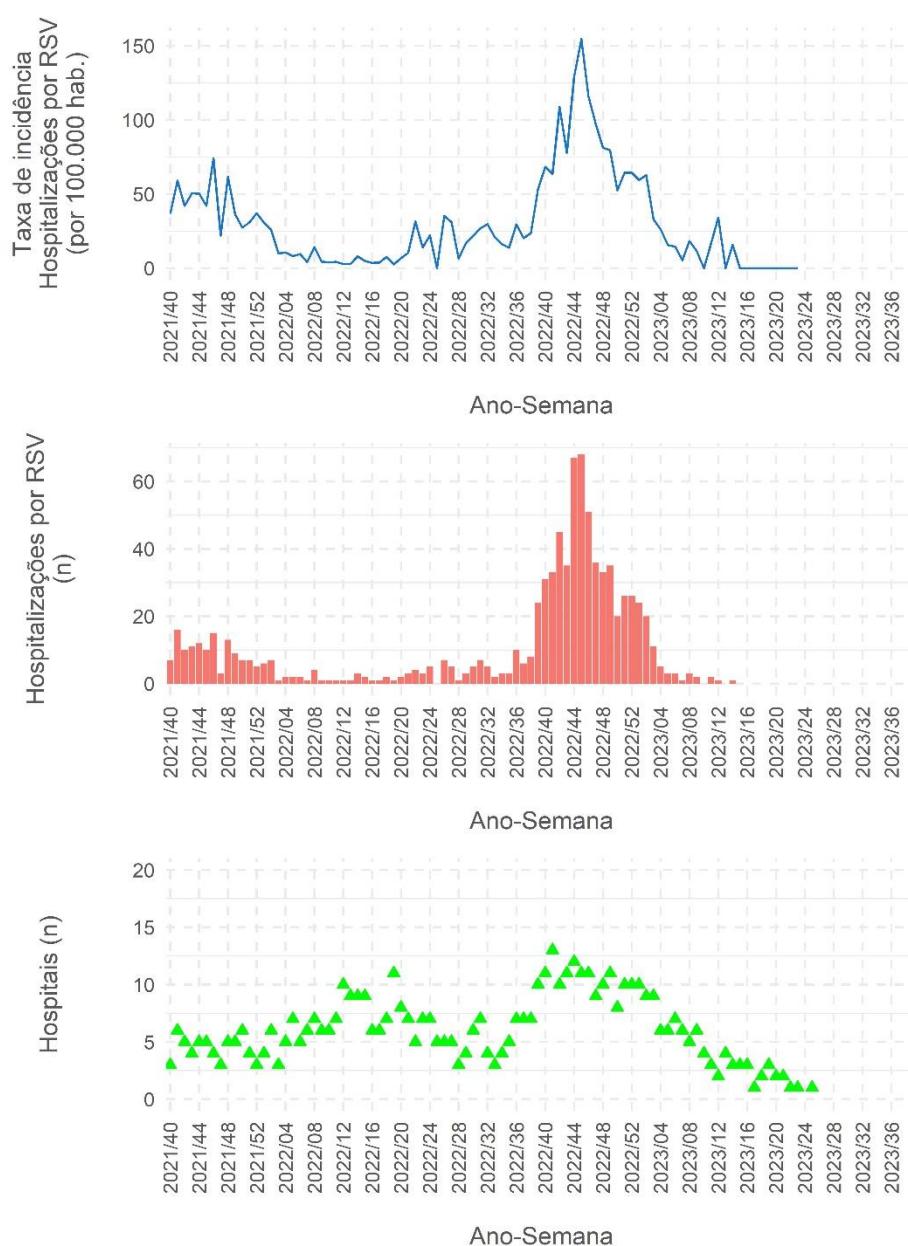 Taxa de incidência
Hospitalizações por RSV
(por 100.000 hab.)
150
100
50
0
2021/40 2021/44 2021/48 2021/52 2022/04 2022/08 2022/12 2022/16 2022/20 2022/24 2022/28 2022/32 2022/36 2022/40 2022/44 2022/48 2022/52 2023/04 2023/08 2023/12 2023/16 2023/20 2023/24 2023/28 2023/32 2023/36
Ano-Semana
Hospitalizações por RSV
(n)
60
40
20
0
2021/40 2021/44 2021/48 2021/52 2022/04 2022/08 2022/12 2022/16 2022/20 2022/24 2022/28 2022/32 2022/36 2022/40 2022/44 2022/48 2022/52 2023/04 2023/08 2023/12 2023/16 2023/20 2023/24 2023/28 2023/32 2023/36
Ano-Semana
Hospitais (n)
20
15
10
5
0
2021/40 2021/44 2021/48 2021/52 2022/04 2022/08 2022/12 2022/16 2022/20 2022/24 2022/28 2022/32 2022/36 2022/40 2022/44 2022/48 2022/52 2023/04 2023/08 2023/12 2023/16 2023/20 2023/24 2023/28 2023/32 2023/36
Ano-Semana